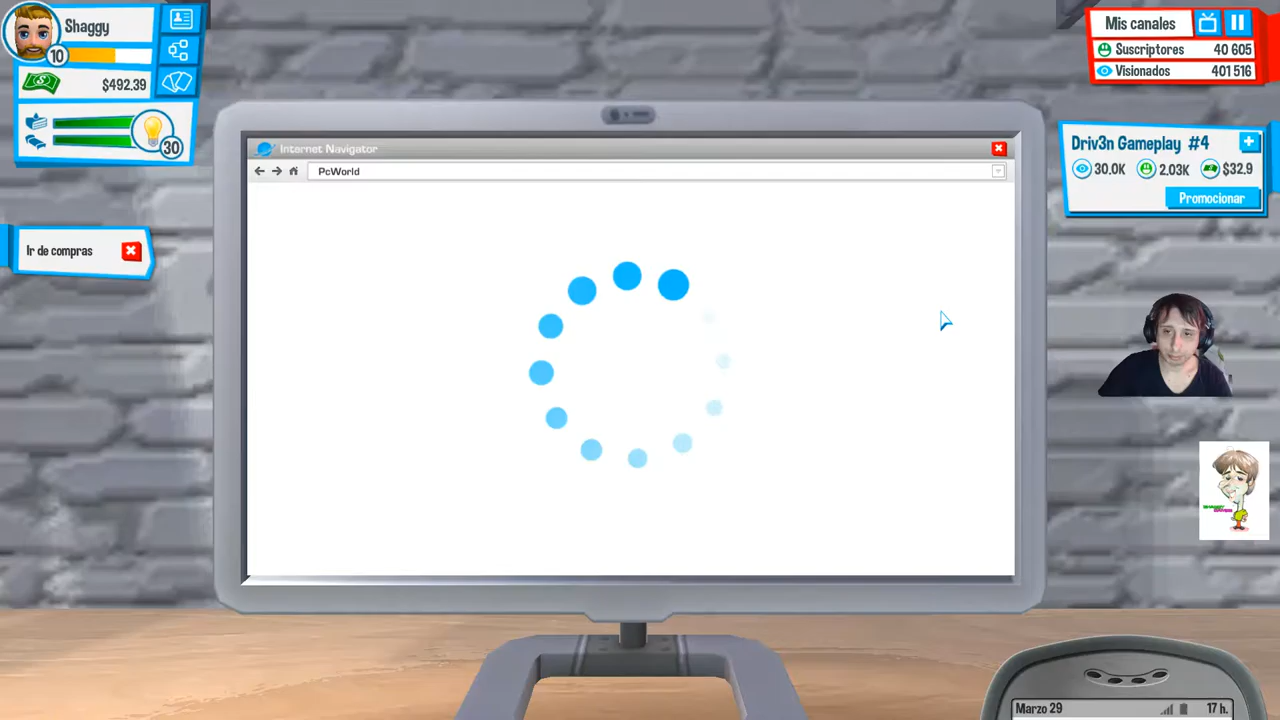 Shaggy
10
$492.39
30
Ir de compras
Internet Navigator
PcWorld
Mis canales
Suscriptores 40 605
Visionados 401 516
Driv3n Gameplay #4
30.0K 2.03K $32.9
Promocionar
Marzo 29 17 h.